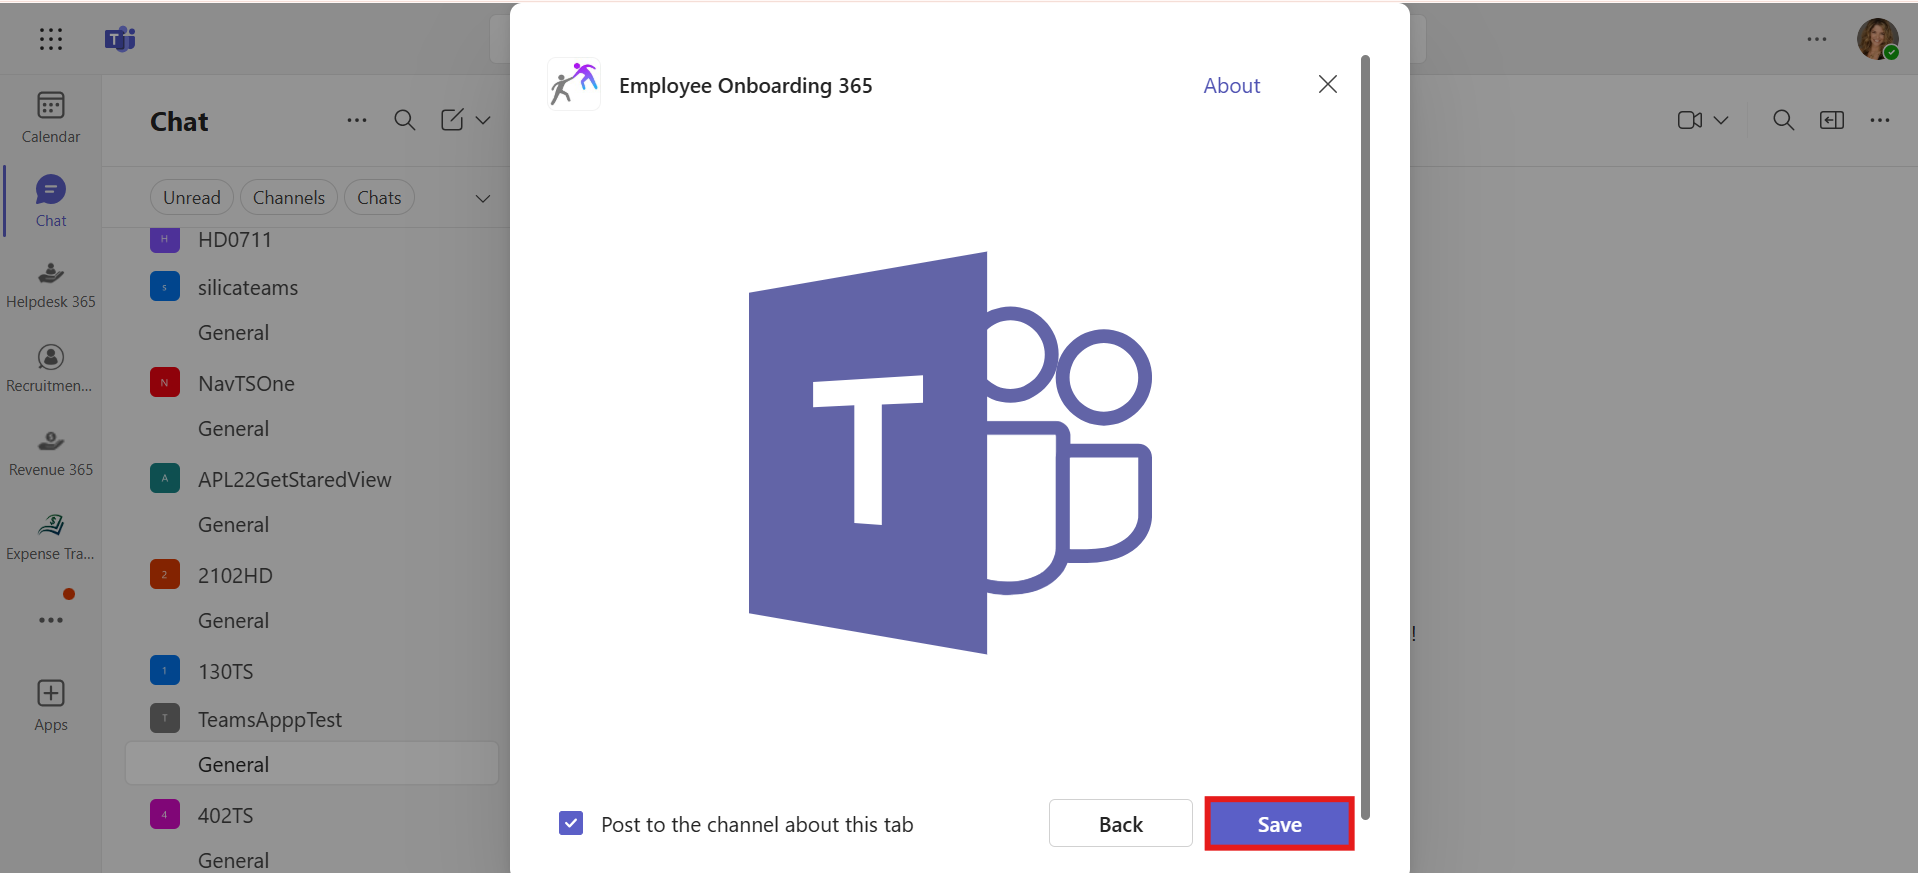 Employee Onboarding 365
About
T
Calendar
Chat
Helpdesk 365
Recruitmen...
Revenue 365
Expense Tra...
Apps
Chat
Unread
Channels
Chats
H
HD0711
s
silicateams
General
N
NavTSOne
General
A
APL22GetStaredView
General
2
2102HD
General
1
130TS
T
TeamsApppTest
General
4
402TS
General
T
Post to the channel about this tab
Back
Save
!